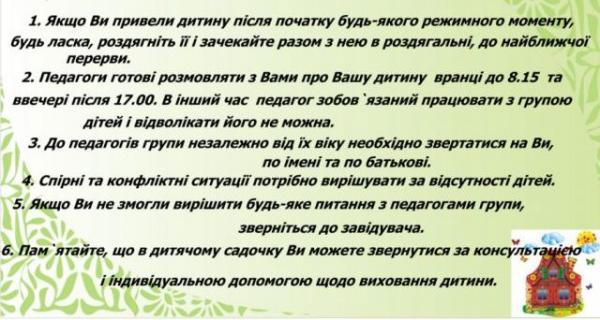 1. Якщо Ви привели дитину після початку будь-якого режимного моменту,
будь ласка, роздягніть її і зачекайте разом з нею в роздягальні, до найближчої
перерви.
2. Педагоги готові розмовляти з Вами про Вашу дитину вранці до 8.15 та
ввечері після 17.00. В інший час педагог зобов`язаний працювати з групою
дітей і відволікати його не можна.
3. До педагогів групи незалежно від їх віку необхідно звертатися на Ви,
по імені та по батькові.
4. Спірні та конфліктні ситуації потрібно вирішувати за відсутності дітей.
5. Якщо Ви не змогли вирішити будь-яке питання з педагогами групи,
зверніться до завідувача.
6. Пам`ятайте, що в дитячому садочку Ви можете звернутися за консультацією
і індивідуальною допомогою щодо виховання дитини.